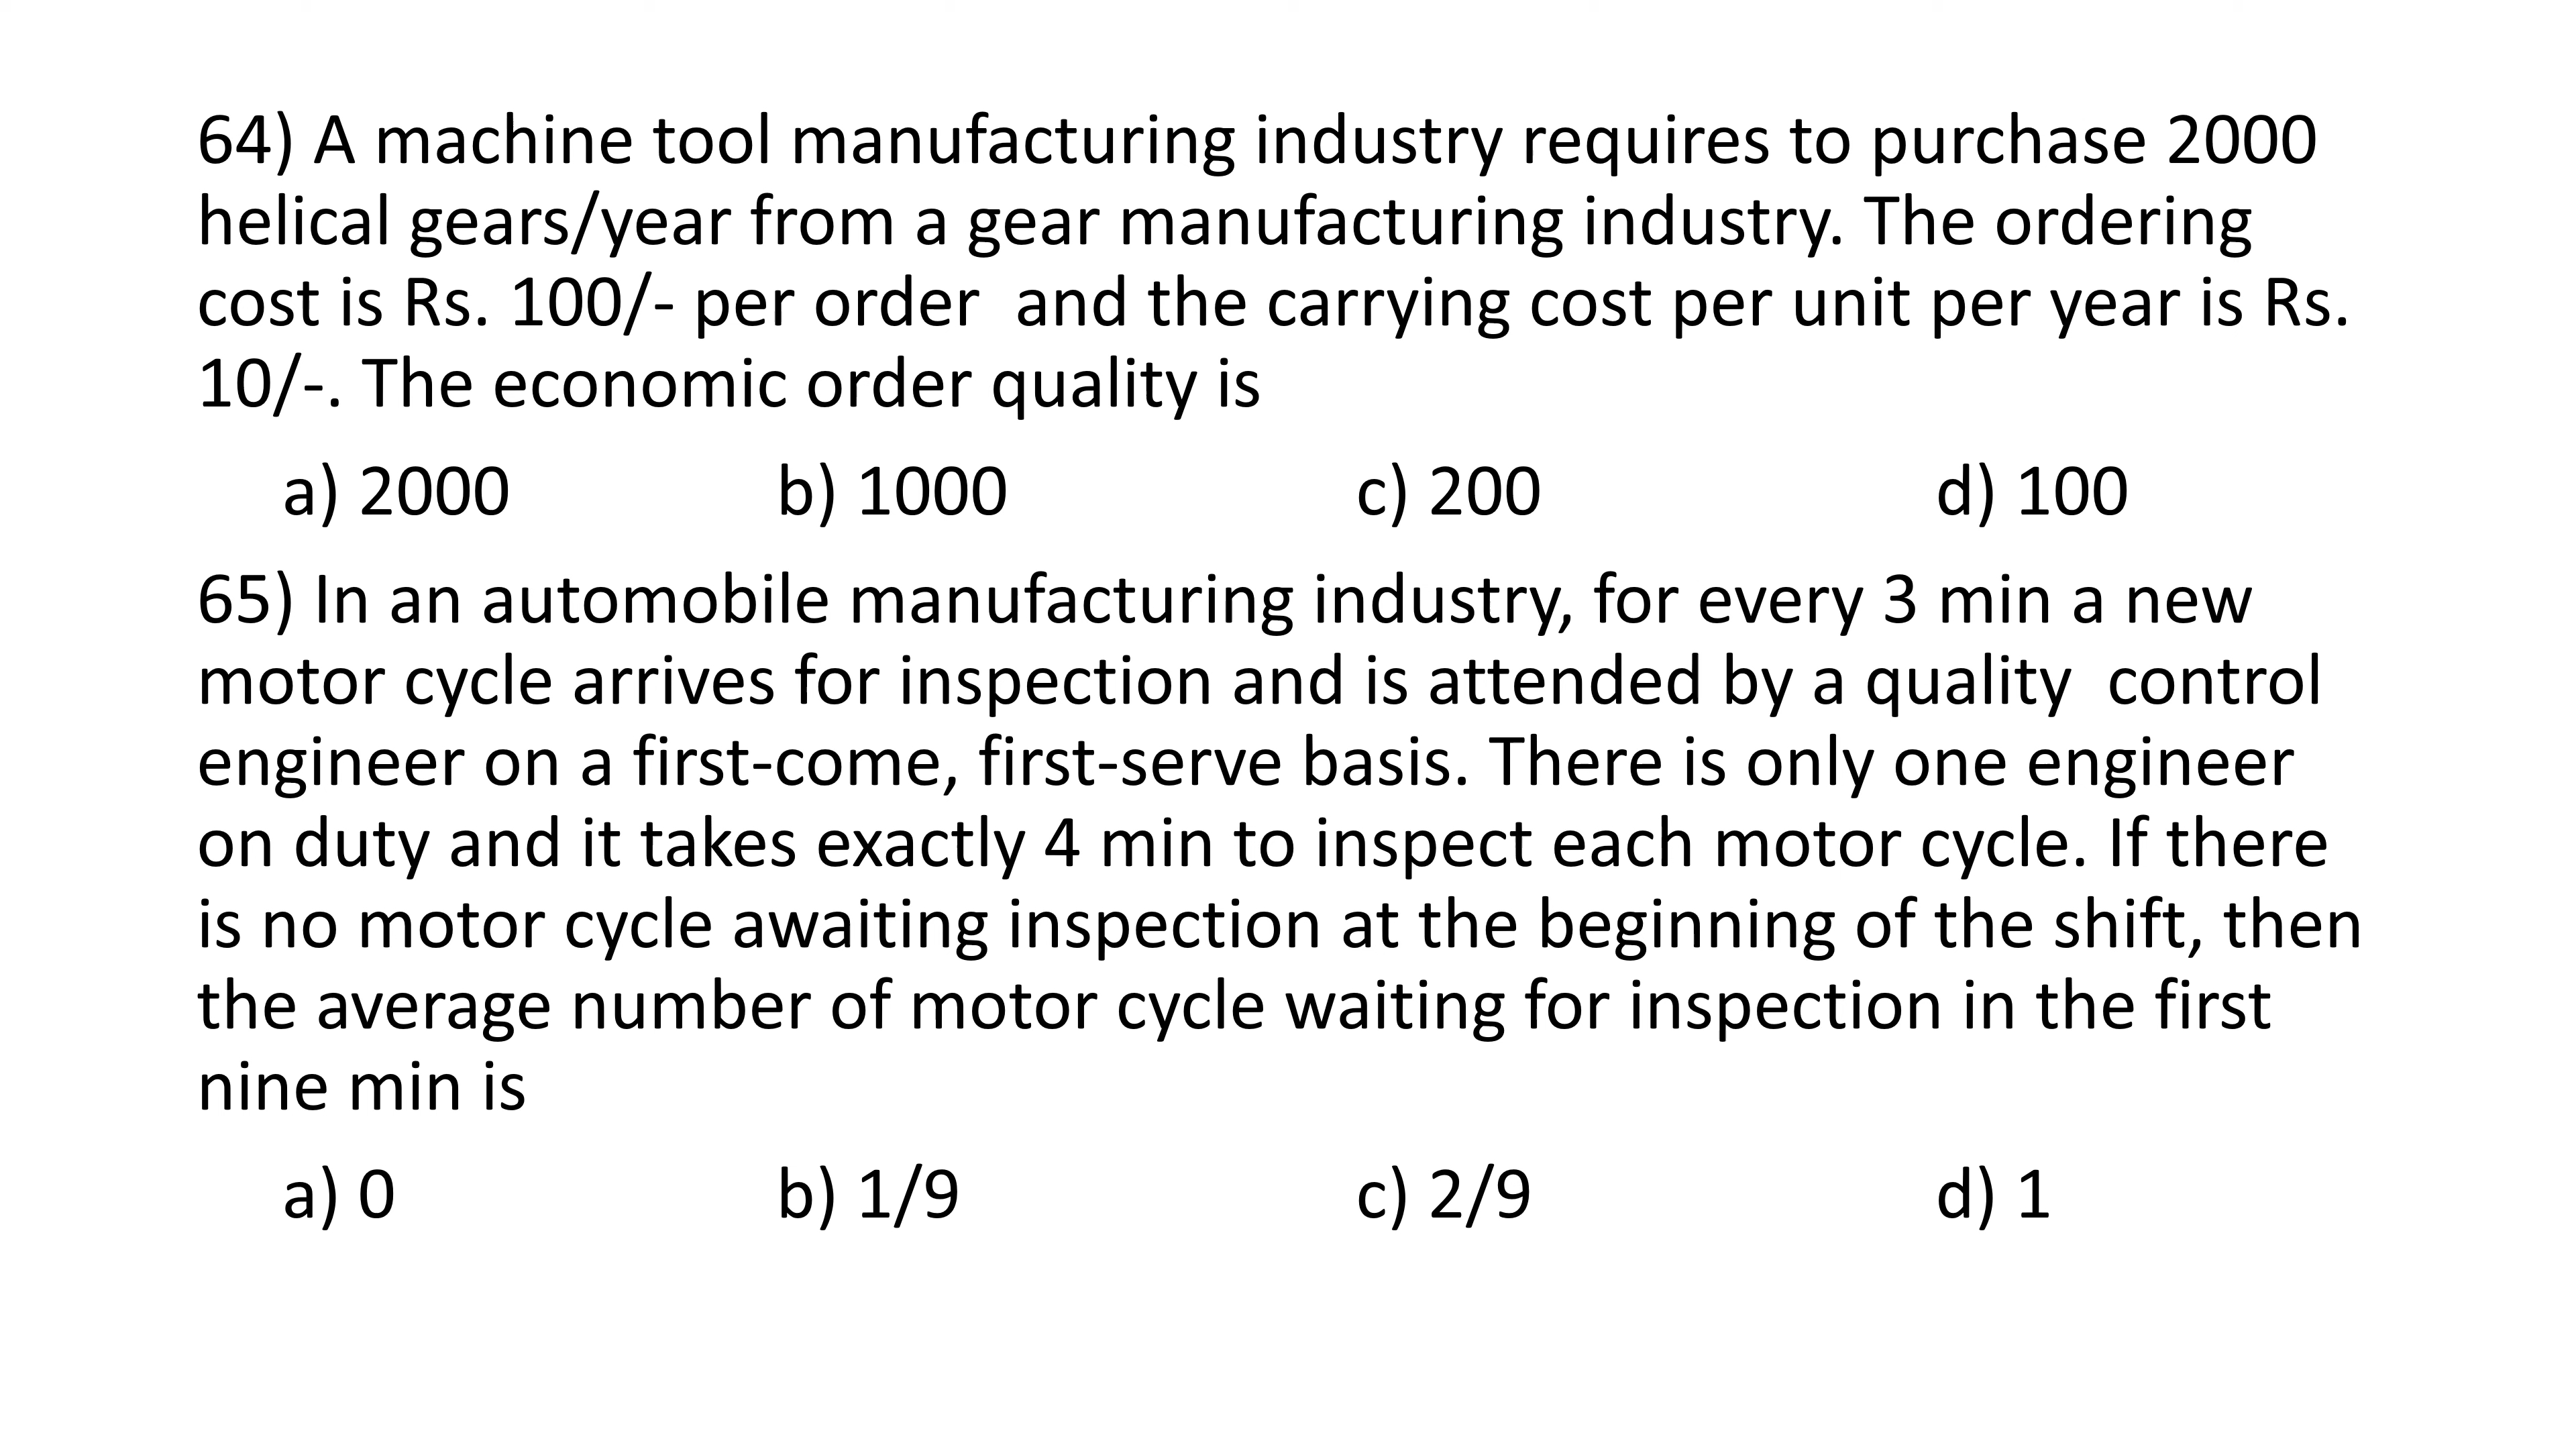 64) A machine tool manufacturing industry requires to purchase 2000
helical gears/year from a gear manufacturing industry. The ordering
cost is Rs. 100/- per order  and the carrying cost per unit per year is Rs.
10/-. The economic order quality is
a) 2000 b) 1000 c) 200 d) 100
65) In an automobile manufacturing industry, for every 3 min a new
motor cycle arrives for inspection and is attended by a quality  control
engineer on a first-come, first-serve basis. There is only one engineer
on duty and it takes exactly 4 min to inspect each motor cycle. If there
is no motor cycle awaiting inspection at the beginning of the shift, then
the average number of motor cycle waiting for inspection in the first
nine min is
a) 0 b) 1/9 c) 2/9 d) 1